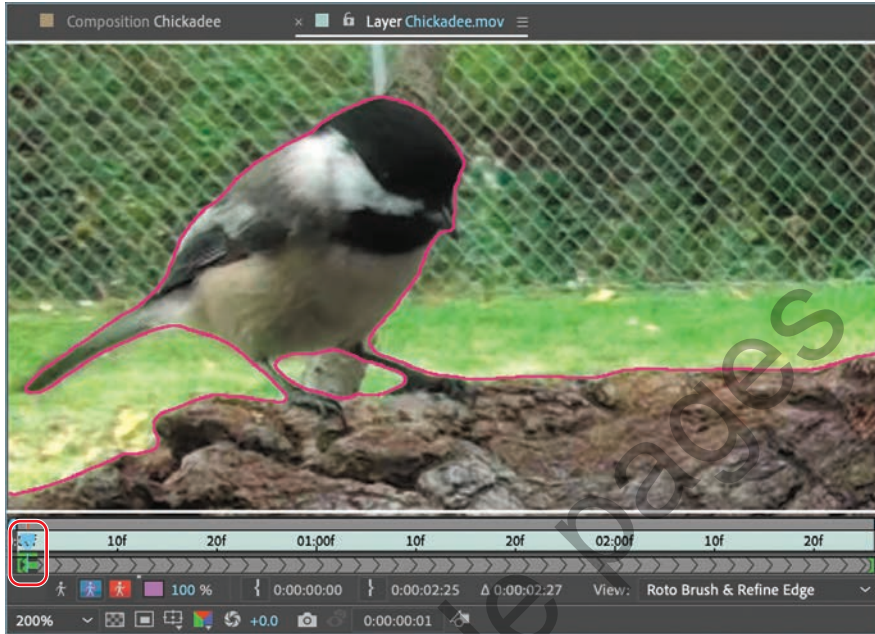 Composition Chickadee
× Layer Chickadee.mov ☰
10f 20f 01:00f 10f 20f 02:00f 10f 20f
100 % { 0:00:00:00 } 0:00:02:25 Δ 0:00:02:27 View: Roto Brush & Refine Edge
200% +0.0 0:00:00:01
pages